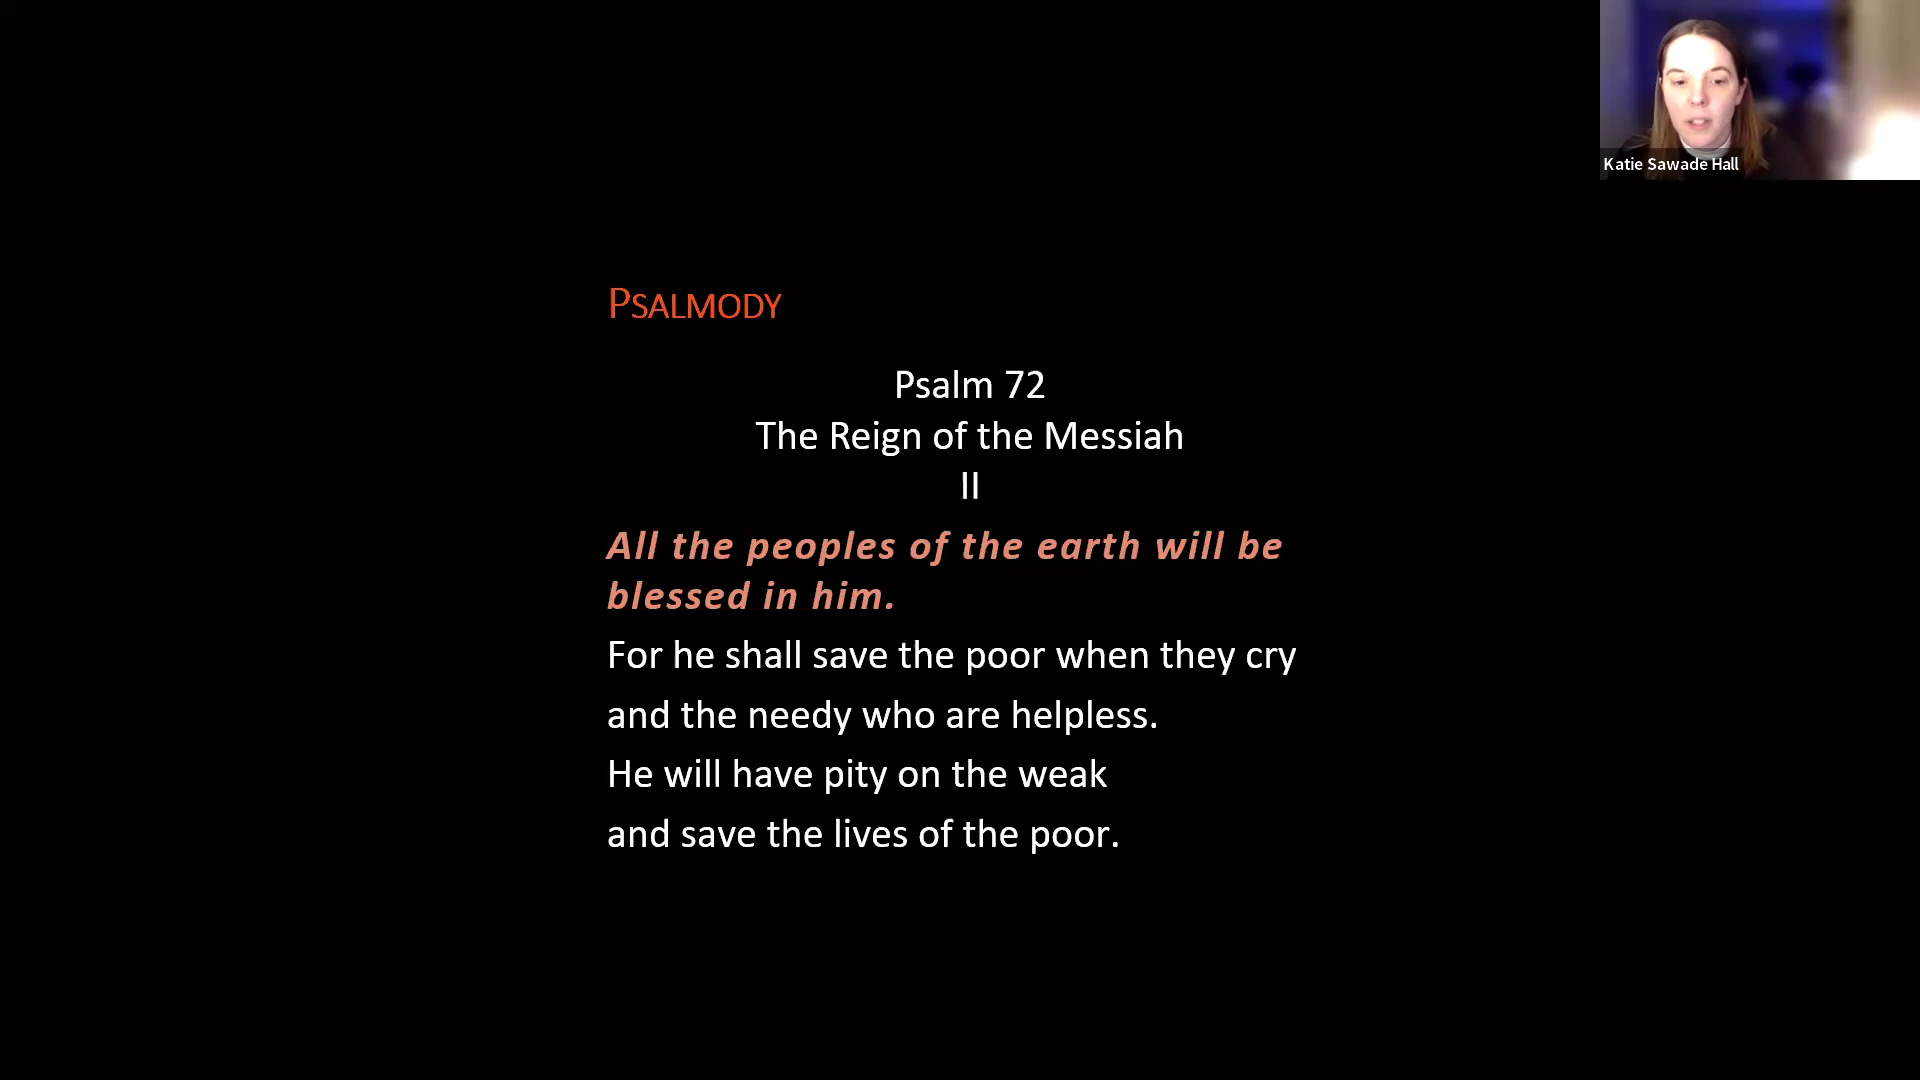 Katie Sawade Hall
PSALMODY
Psalm 72
The Reign of the Messiah
II
All the peoples of the earth will be
blessed in him.
For he shall save the poor when they cry
and the needy who are helpless.
He will have pity on the weak
and save the lives of the poor.